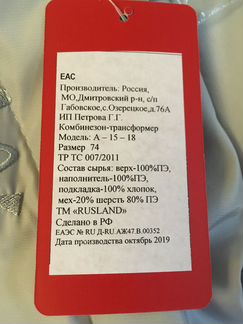 EAC
Производитель: Россия,
МО,Дмитровский р-н, с/п
Габовское,с.Озерецкое,д.76А
ИП Петрова Г.Г.
Комбинезон-трансформер
Модель: А – 15 – 18
Размер 74
ТР ТС 007/2011
Состав сырья: верх-100%ПЭ,
наполнитель-100%ПЭ,
подкладка-100% хлопок,
мех-20% шерсть 80% ПЭ
ТМ «RUSLAND»
Сделано в РФ
ЕАЭС № RU Д-RU.АЖ47.В.00352
Дата производства октябрь 2019